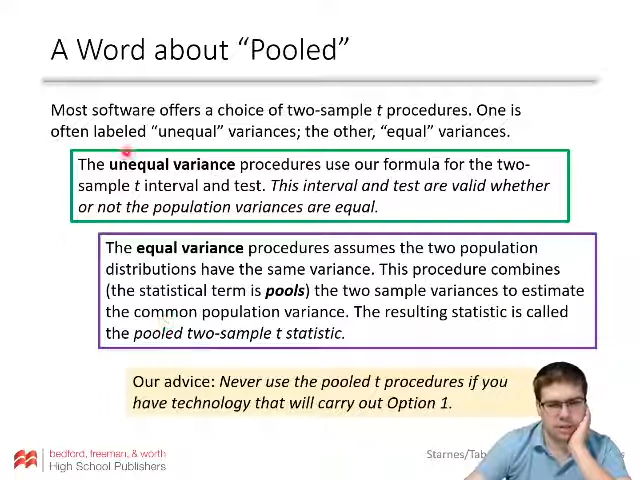 A Word about “Pooled”
Most software offers a choice of two-sample t procedures. One is
often labeled “unequal” variances; the other, “equal” variances.
The unequal variance procedures use our formula for the two-
sample t interval and test. This interval and test are valid whether
or not the population variances are equal.
The equal variance procedures assumes the two population
distributions have the same variance. This procedure combines
(the statistical term is pools) the two sample variances to estimate
the common population variance. The resulting statistic is called
the pooled two-sample t statistic.
Our advice: Never use the pooled t procedures if you
have technology that will carry out Option 1.
bedford, freeman, & worth
High School Publishers
Starnes/Tab